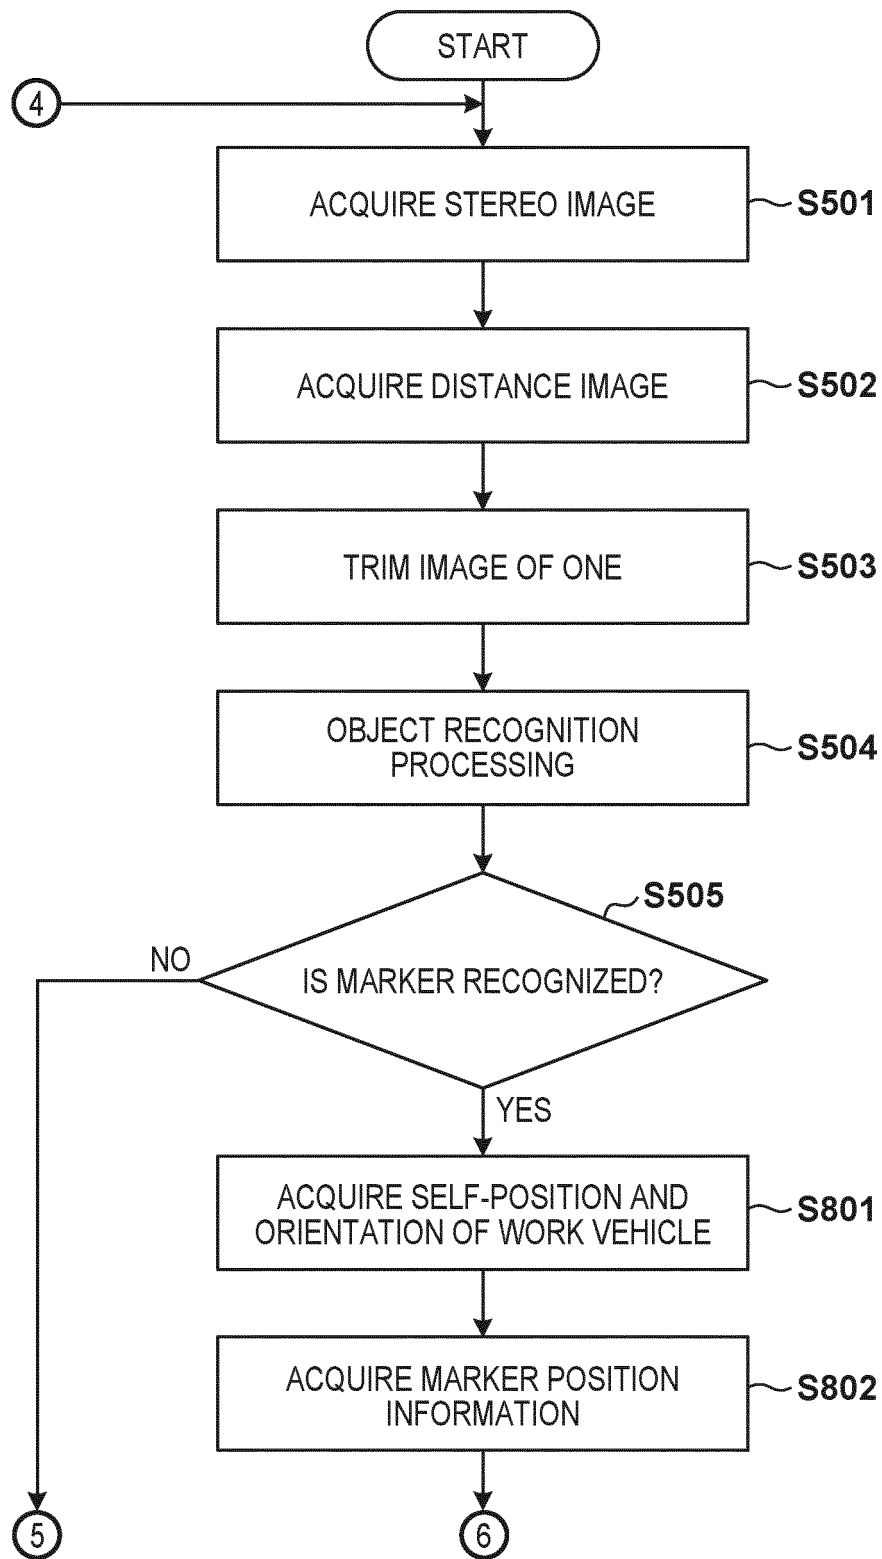 START
4
ACQUIRE STEREO IMAGE
S501
ACQUIRE DISTANCE IMAGE
S502
TRIM IMAGE OF ONE
S503
OBJECT RECOGNITION
PROCESSING
S504
S505
NO
IS MARKER RECOGNIZED?
YES
ACQUIRE SELF-POSITION AND
ORIENTATION OF WORK VEHICLE
S801
ACQUIRE MARKER POSITION
INFORMATION
S802
5
6